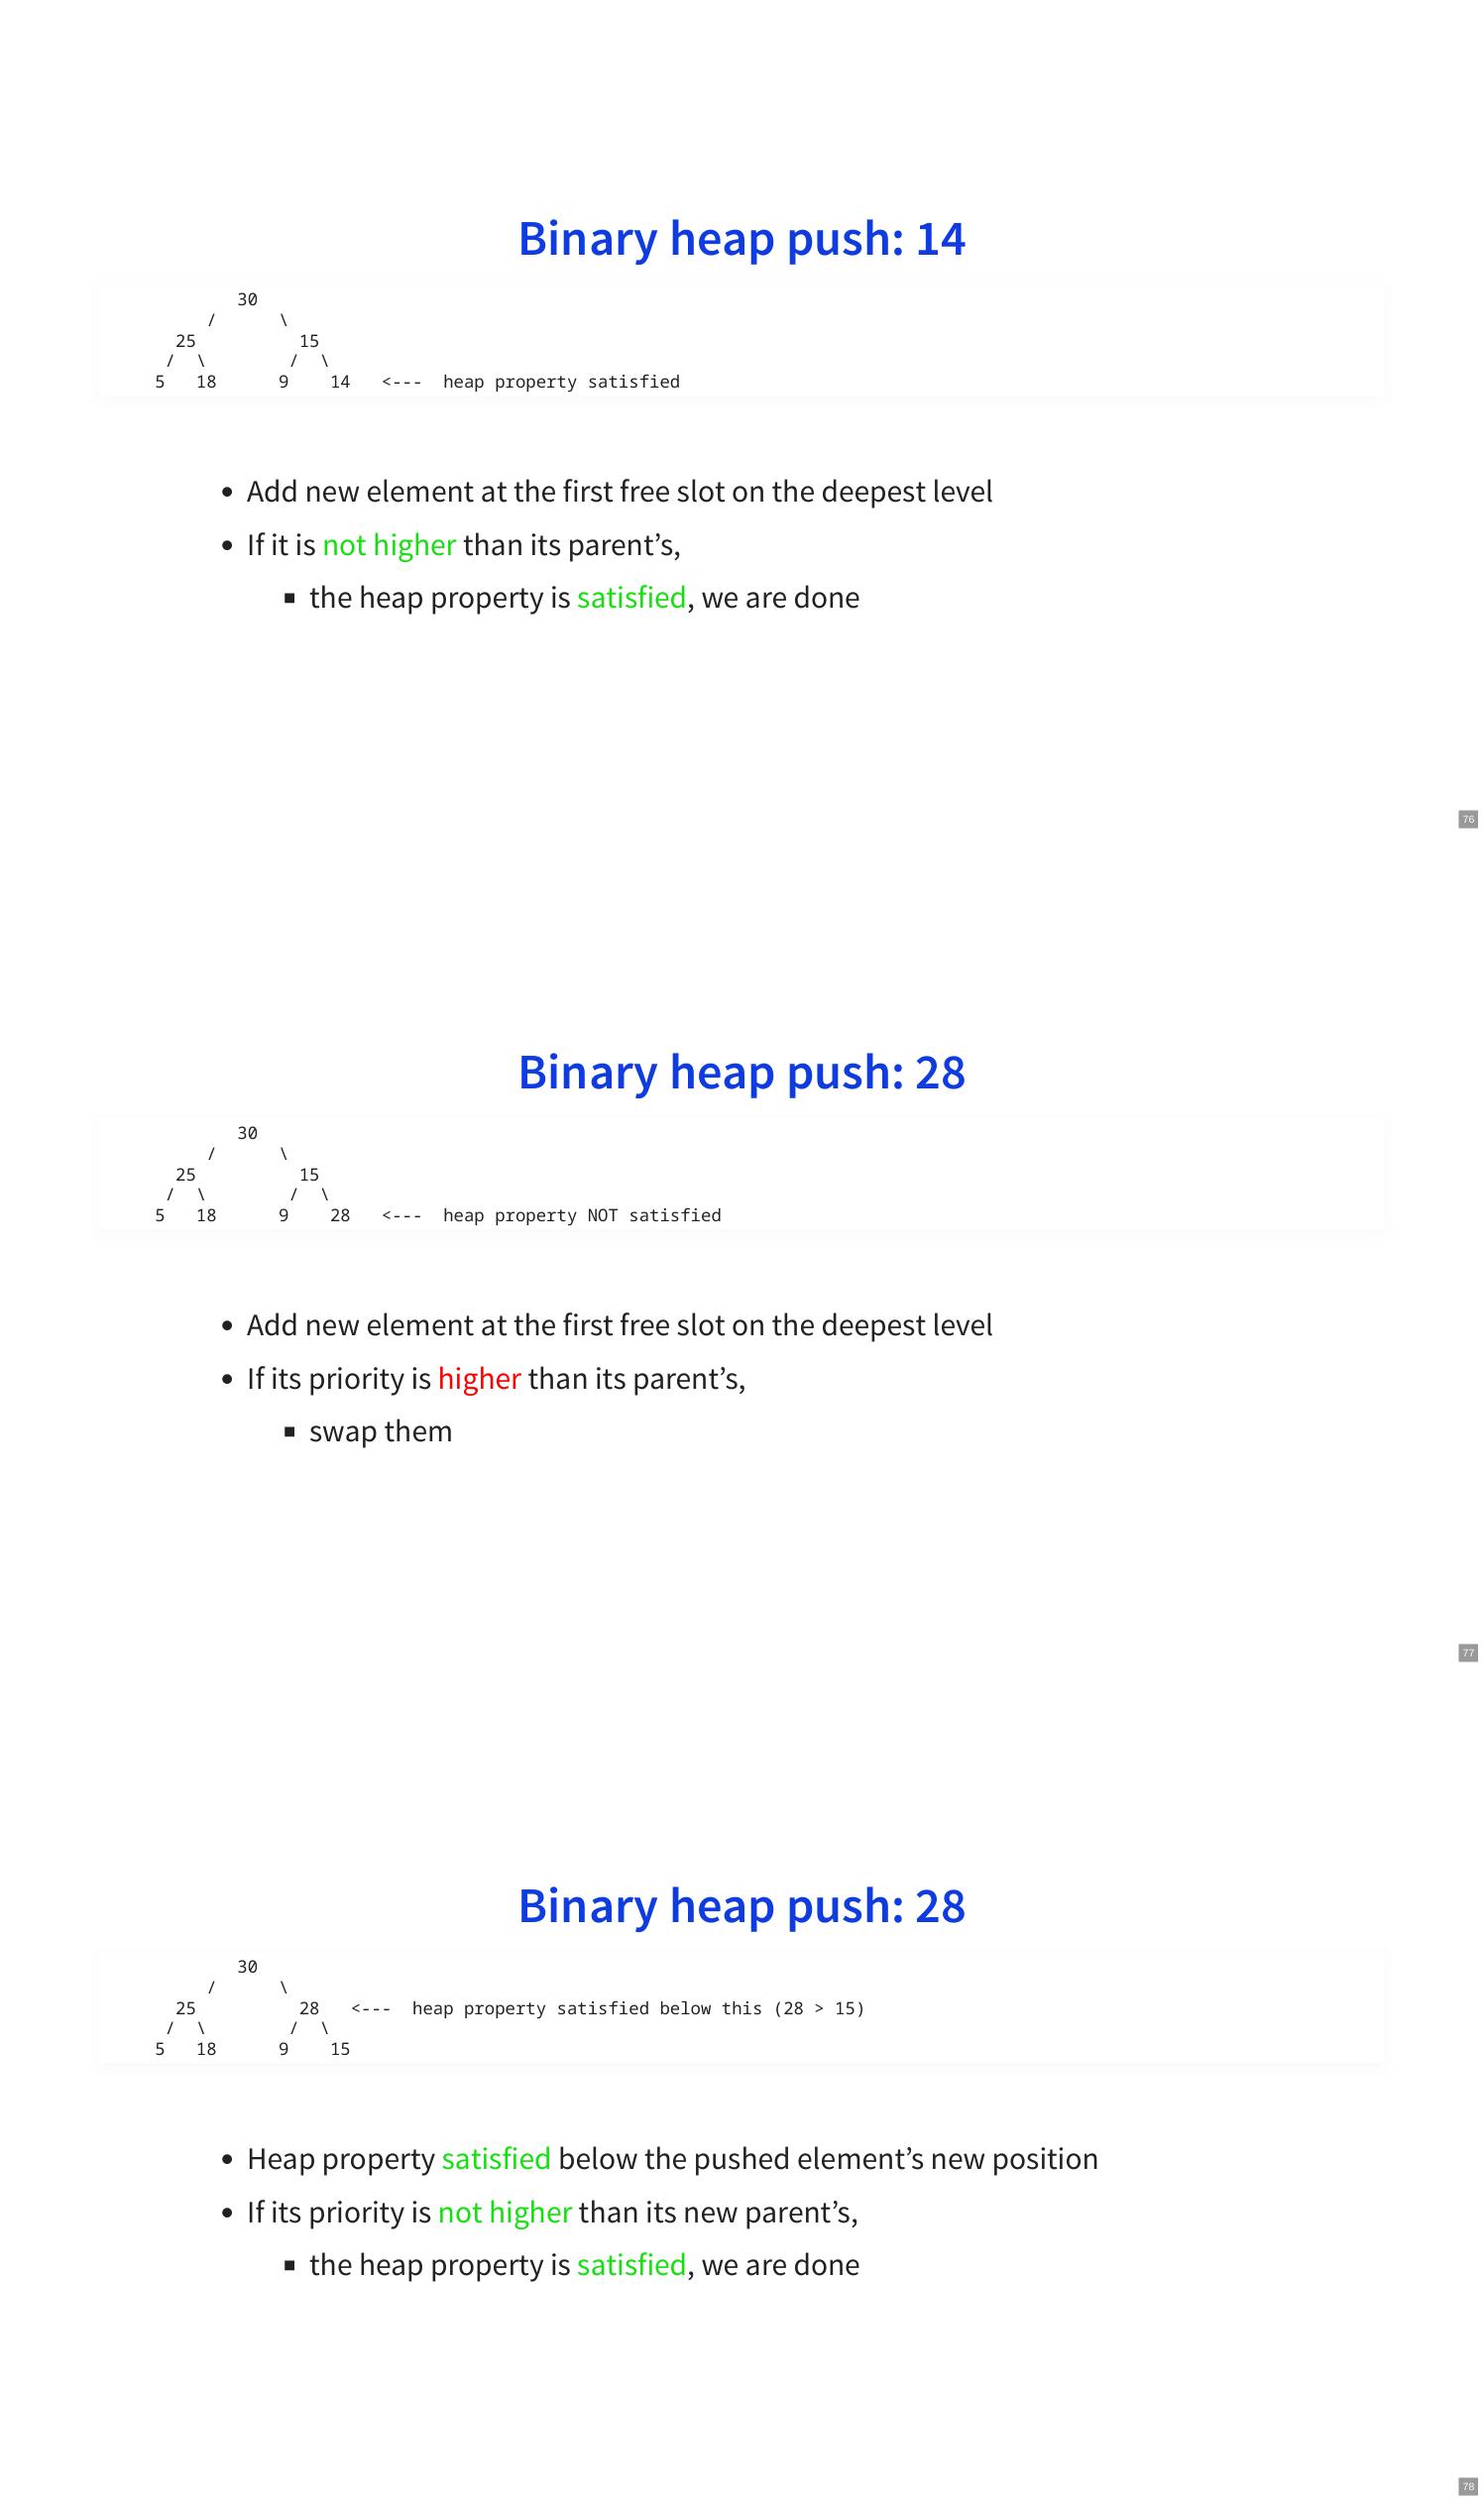 Binary heap push: 14
             30
          /      \
       25          15
      /  \        /  \
     5   18      9    14   <---  heap property satisfied
• Add new element at the first free slot on the deepest level
• If it is not higher than its parent’s,
▪ the heap property is satisfied, we are done
76
Binary heap push: 28
             30
          /      \
       25          15
      /  \        /  \
     5   18      9    28   <---  heap property NOT satisfied
• Add new element at the first free slot on the deepest level
• If its priority is higher than its parent’s,
▪ swap them
77
Binary heap push: 28
             30
          /      \
       25          28   <---  heap property satisfied below this (28 > 15)
      /  \        /  \
     5   18      9    15
• Heap property satisfied below the pushed element’s new position
• If its priority is not higher than its new parent’s,
▪ the heap property is satisfied, we are done
78